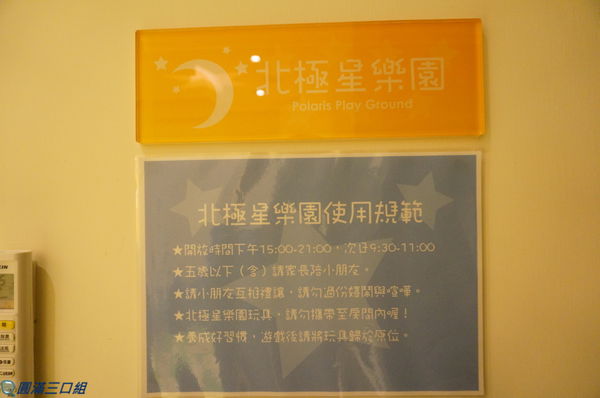 北極星樂園
Polaris Play Ground
北極星樂園使用規範
★開放時間下午15:00-21:00，次日9:30-11:00
★五歲以下（含）請家長陪小朋友。
★請小朋友互相禮讓，請勿過份嬉鬧與喧嘩。
★北極星樂園玩具，請勿攜帶至房間內喔！
★養成好習慣，遊戲後請將玩具歸於原位。
圓滿三口組